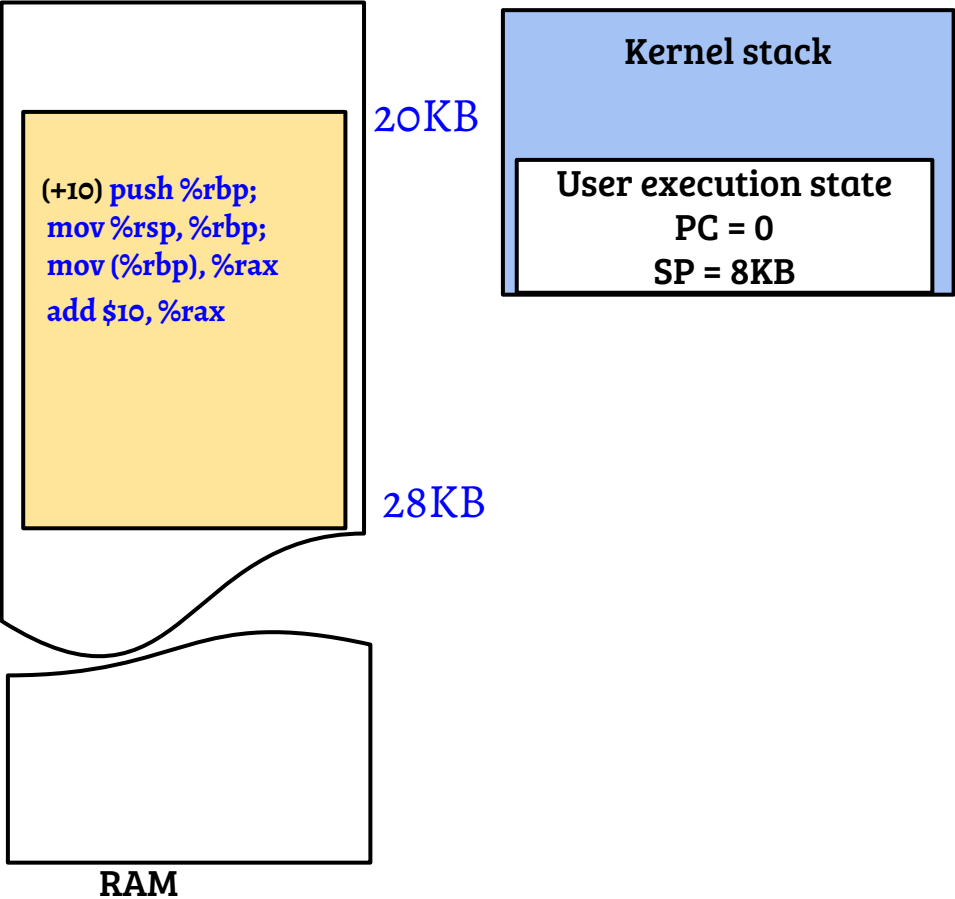 20KB
(+10) push %rbp;
mov %rsp, %rbp;
mov (%rbp), %rax
add $10, %rax
28KB
RAM
Kernel stack
User execution state
PC = 0
SP = 8KB